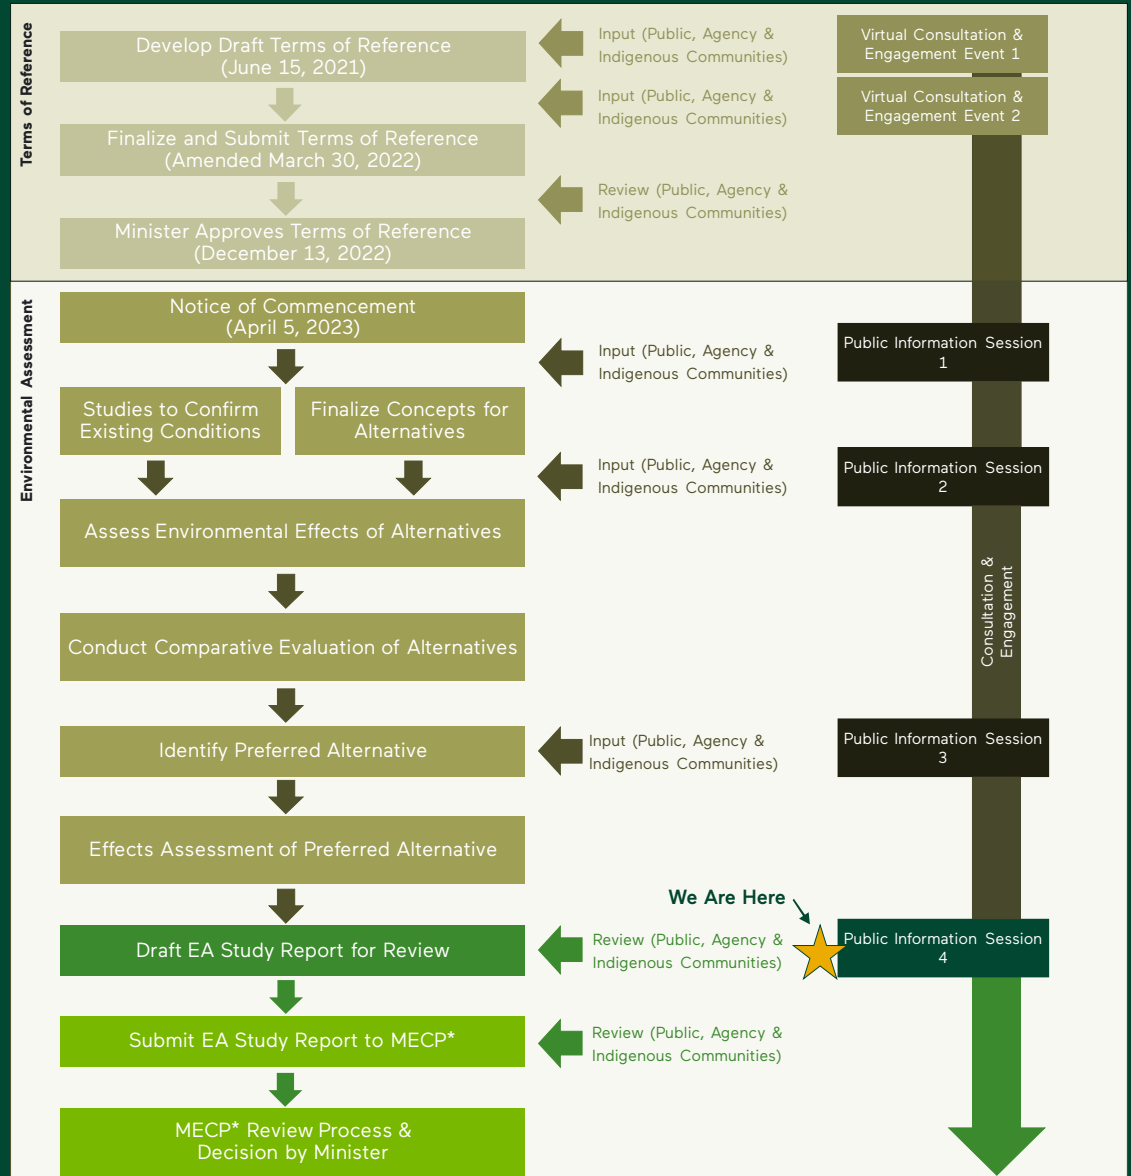 Terms of Reference
Develop Draft Terms of Reference
(June 15, 2021)
Input (Public, Agency &
Indigenous Communities)
Virtual Consultation &
Engagement Event 1
Input (Public, Agency &
Indigenous Communities)
Virtual Consultation &
Engagement Event 2
Finalize and Submit Terms of Reference
(Amended March 30, 2022)
Review (Public, Agency &
Indigenous Communities)
Minister Approves Terms of Reference
(December 13, 2022)
Environmental Assessment
Notice of Commencement
(April 5, 2023)
Input (Public, Agency &
Indigenous Communities)
Public Information Session
1
Studies to Confirm
Existing Conditions
Finalize Concepts for
Alternatives
Input (Public, Agency &
Indigenous Communities)
Public Information Session
2
Assess Environmental Effects of Alternatives
Consultation &
Engagement
Conduct Comparative Evaluation of Alternatives
Identify Preferred Alternative
Input (Public, Agency &
Indigenous Communities)
Public Information Session
3
Effects Assessment of Preferred Alternative
We Are Here
Draft EA Study Report for Review
Review (Public, Agency &
Indigenous Communities)
Public Information Session
4
Submit EA Study Report to MECP*
Review (Public, Agency &
Indigenous Communities)
MECP* Review Process &
Decision by Minister